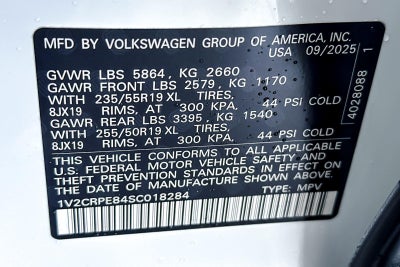 MFD BY VOLKSWAGEN GROUP OF AMERICA, INC.
USA 09/2025
GVWR LBS 5864, KG 2660
GAWR FRONT LBS 2579, KG 1170
WITH 235/55R19 XL TIRES,
8JX19 RIMS, AT 300 KPA. 44 PSI COLD
GAWR REAR LBS 3395, KG 1540
WITH 255/50R19 XL TIRES,
8JX19 RIMS, AT 300 KPA. 44 PSI COLD
THIS VEHICLE CONFORMS TO ALL APPLICABLE
U.S. FEDERAL MOTOR VEHICLE SAFETY AND
THEFT PREVENTION STANDARDS IN EFFECT ON
THE DATE OF MANUFACTURE SHOWN ABOVE.
1V2CRPE84SC018284 TYPE: MPV
4028088 1